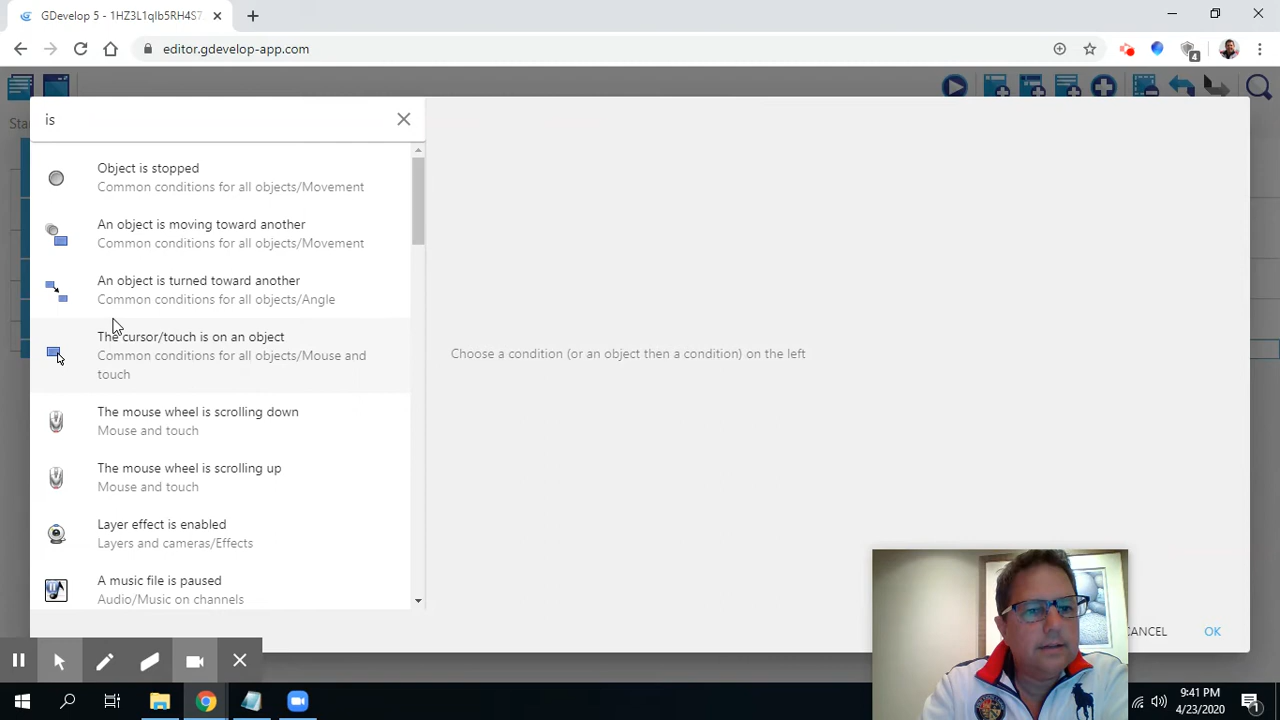 GDevelop 5 - 1HZ3L1qIb5RH4S7
editor.gdevelop-app.com
4
is
Object is stopped
Common conditions for all objects/Movement
An object is moving toward another
Common conditions for all objects/Movement
An object is turned toward another
Common conditions for all objects/Angle
The cursor/touch is on an object
Common conditions for all objects/Mouse and
touch
The mouse wheel is scrolling down
Mouse and touch
The mouse wheel is scrolling up
Mouse and touch
Layer effect is enabled
Layers and cameras/Effects
A music file is paused
Audio/Music on channels
Choose a condition (or an object then a condition) on the left
ANCEL
OK
9:41 PM
4/23/2020